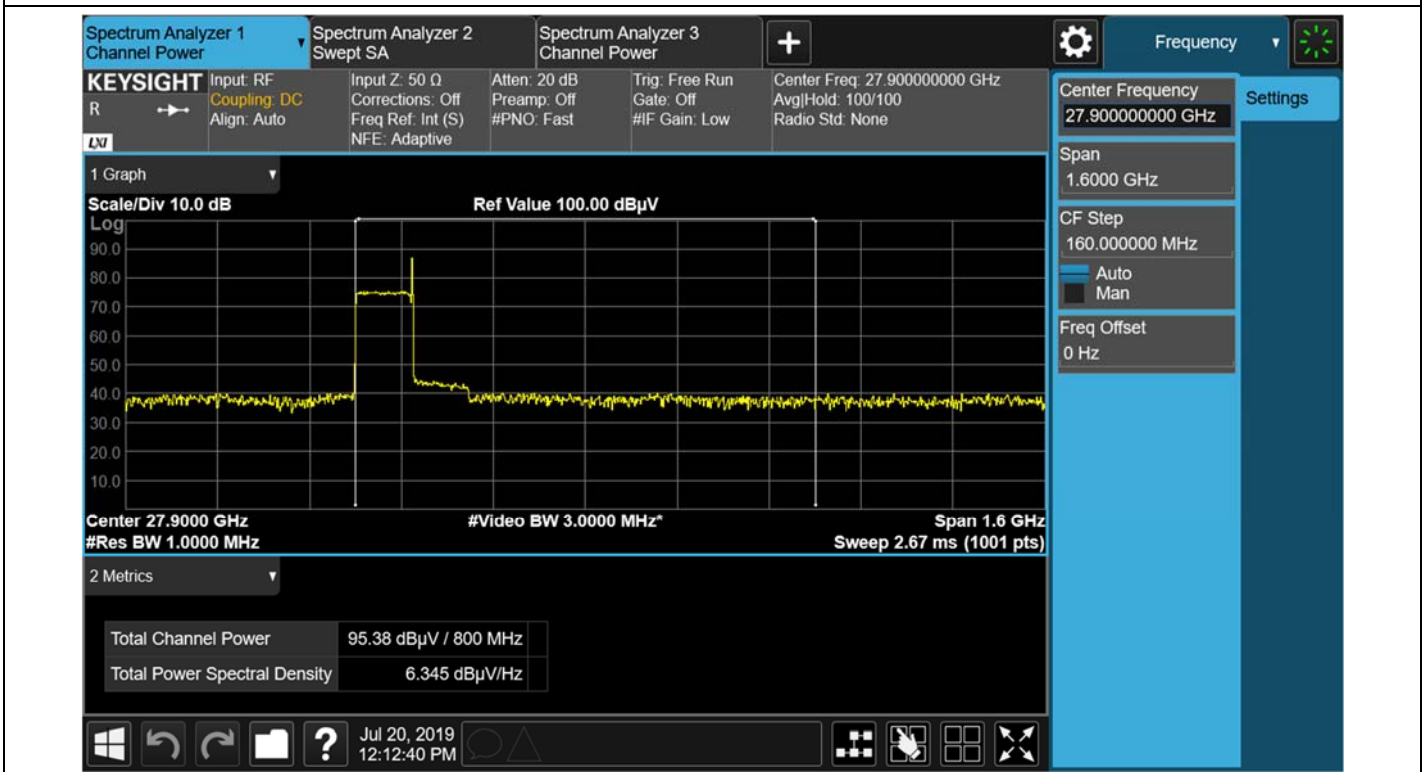 Spectrum Analyzer 1
Channel Power
Spectrum Analyzer 2
Swept SA
Spectrum Analyzer 3
Channel Power
Frequency
KEYSIGHT
R
LXI
Input: RF
Coupling: DC
Align: Auto
Input Z: 50 Ω
Corrections: Off
Freq Ref: Int (S)
NFE: Adaptive
Atten: 20 dB
Preamp: Off
#PNO: Fast
Trig: Free Run
Gate: Off
#IF Gain: Low
Center Freq: 27.900000000 GHz
Avg|Hold: 100/100
Radio Std: None
Center Frequency
27.900000000 GHz
Settings
Span
1.6000 GHz
CF Step
160.000000 MHz
Auto
Man
Freq Offset
0 Hz
1 Graph
Scale/Div 10.0 dB
Ref Value 100.00 dBµV
Log
90.0
80.0
70.0
60.0
50.0
40.0
30.0
20.0
10.0
Center 27.9000 GHz
#Video BW 3.0000 MHz*
Span 1.6 GHz
#Res BW 1.0000 MHz
Sweep 2.67 ms (1001 pts)
2 Metrics
Total Channel Power 95.38 dBµV / 800 MHz
Total Power Spectral Density 6.345 dBµV/Hz
?
Jul 20, 2019
12:12:40 PM